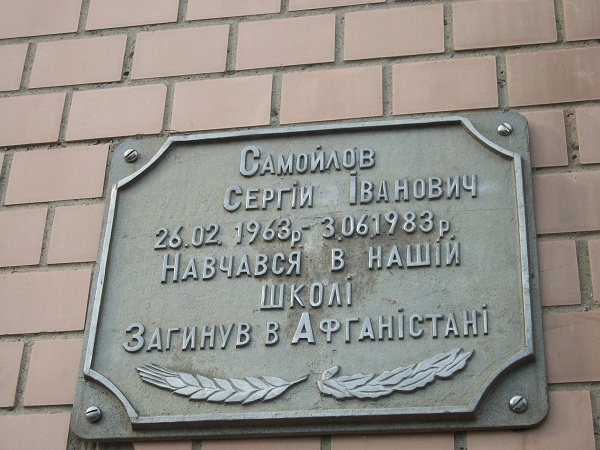 Самойлов
Сергій Іванович
26.02. 1963р- 3.061983р
Навчався в нашій
школі
Загинув в Афганістані